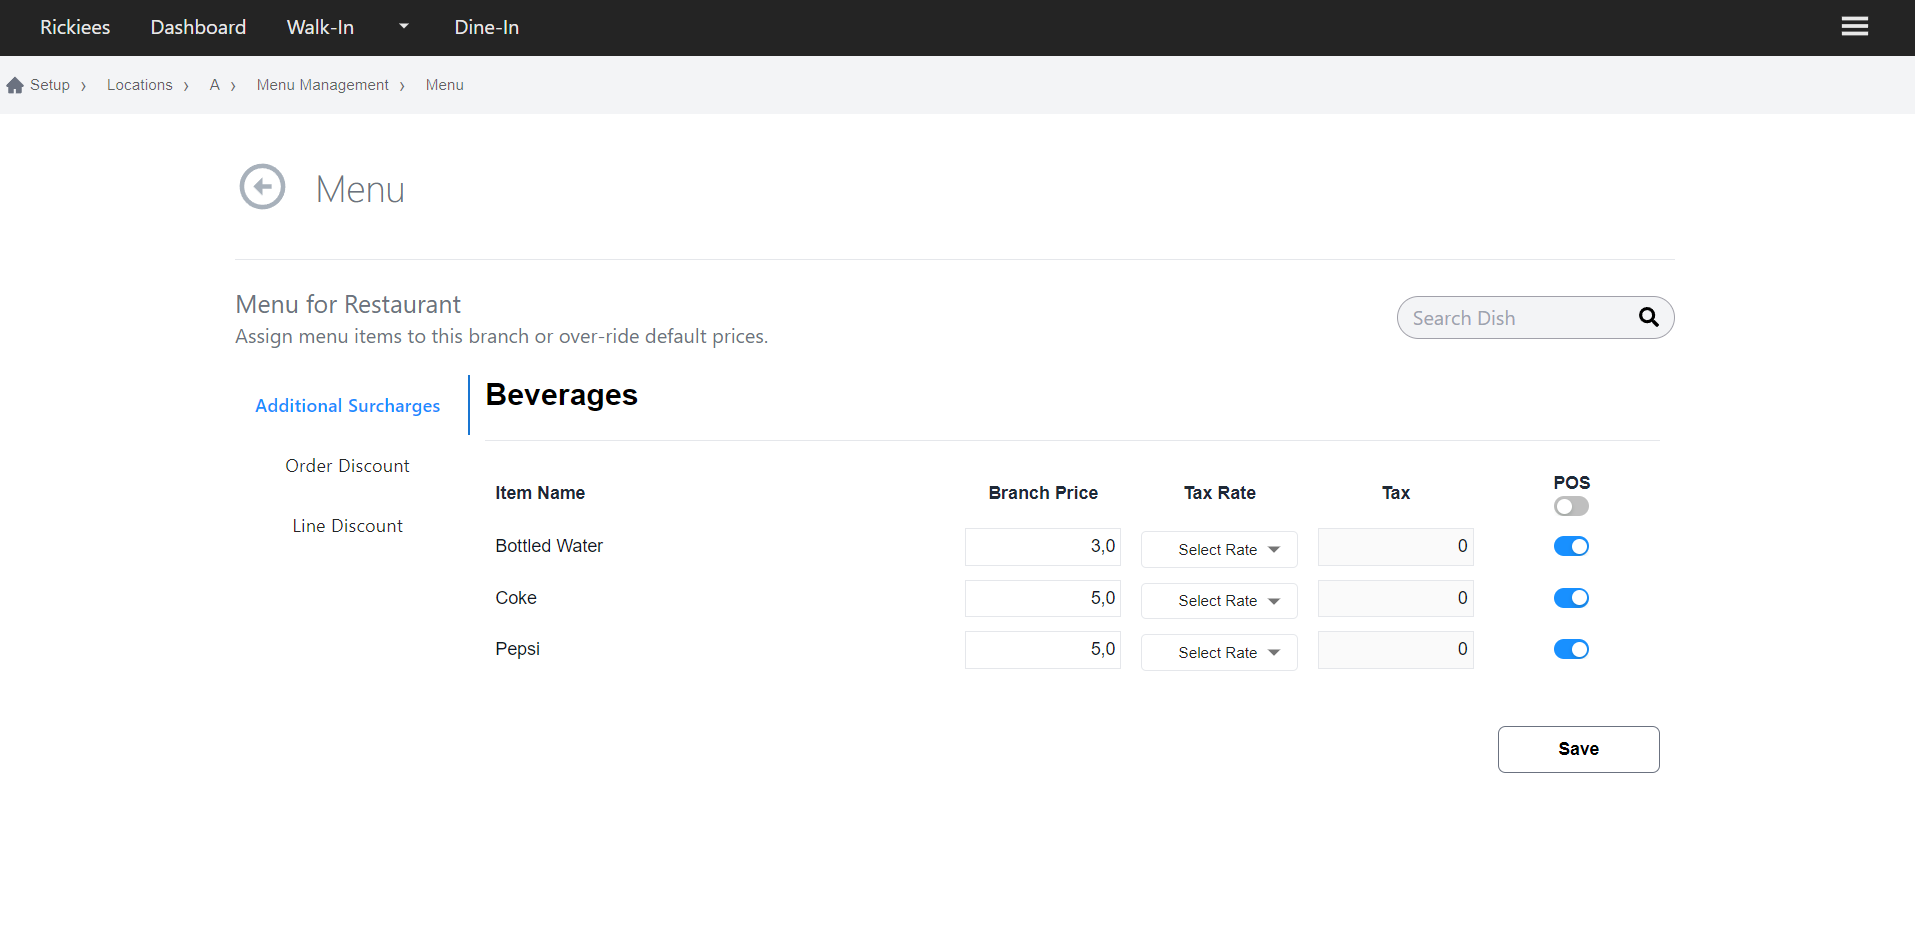 Rickiees Dashboard Walk-In Dine-In
Setup › Locations › A › Menu Management › Menu
Menu
Menu for Restaurant
Assign menu items to this branch or over-ride default prices.
Search Dish
Additional Surcharges
Order Discount
Line Discount
Beverages
Item Name Branch Price Tax Rate Tax POS
Bottled Water 3,0 Select Rate 0
Coke 5,0 Select Rate 0
Pepsi 5,0 Select Rate 0
Save